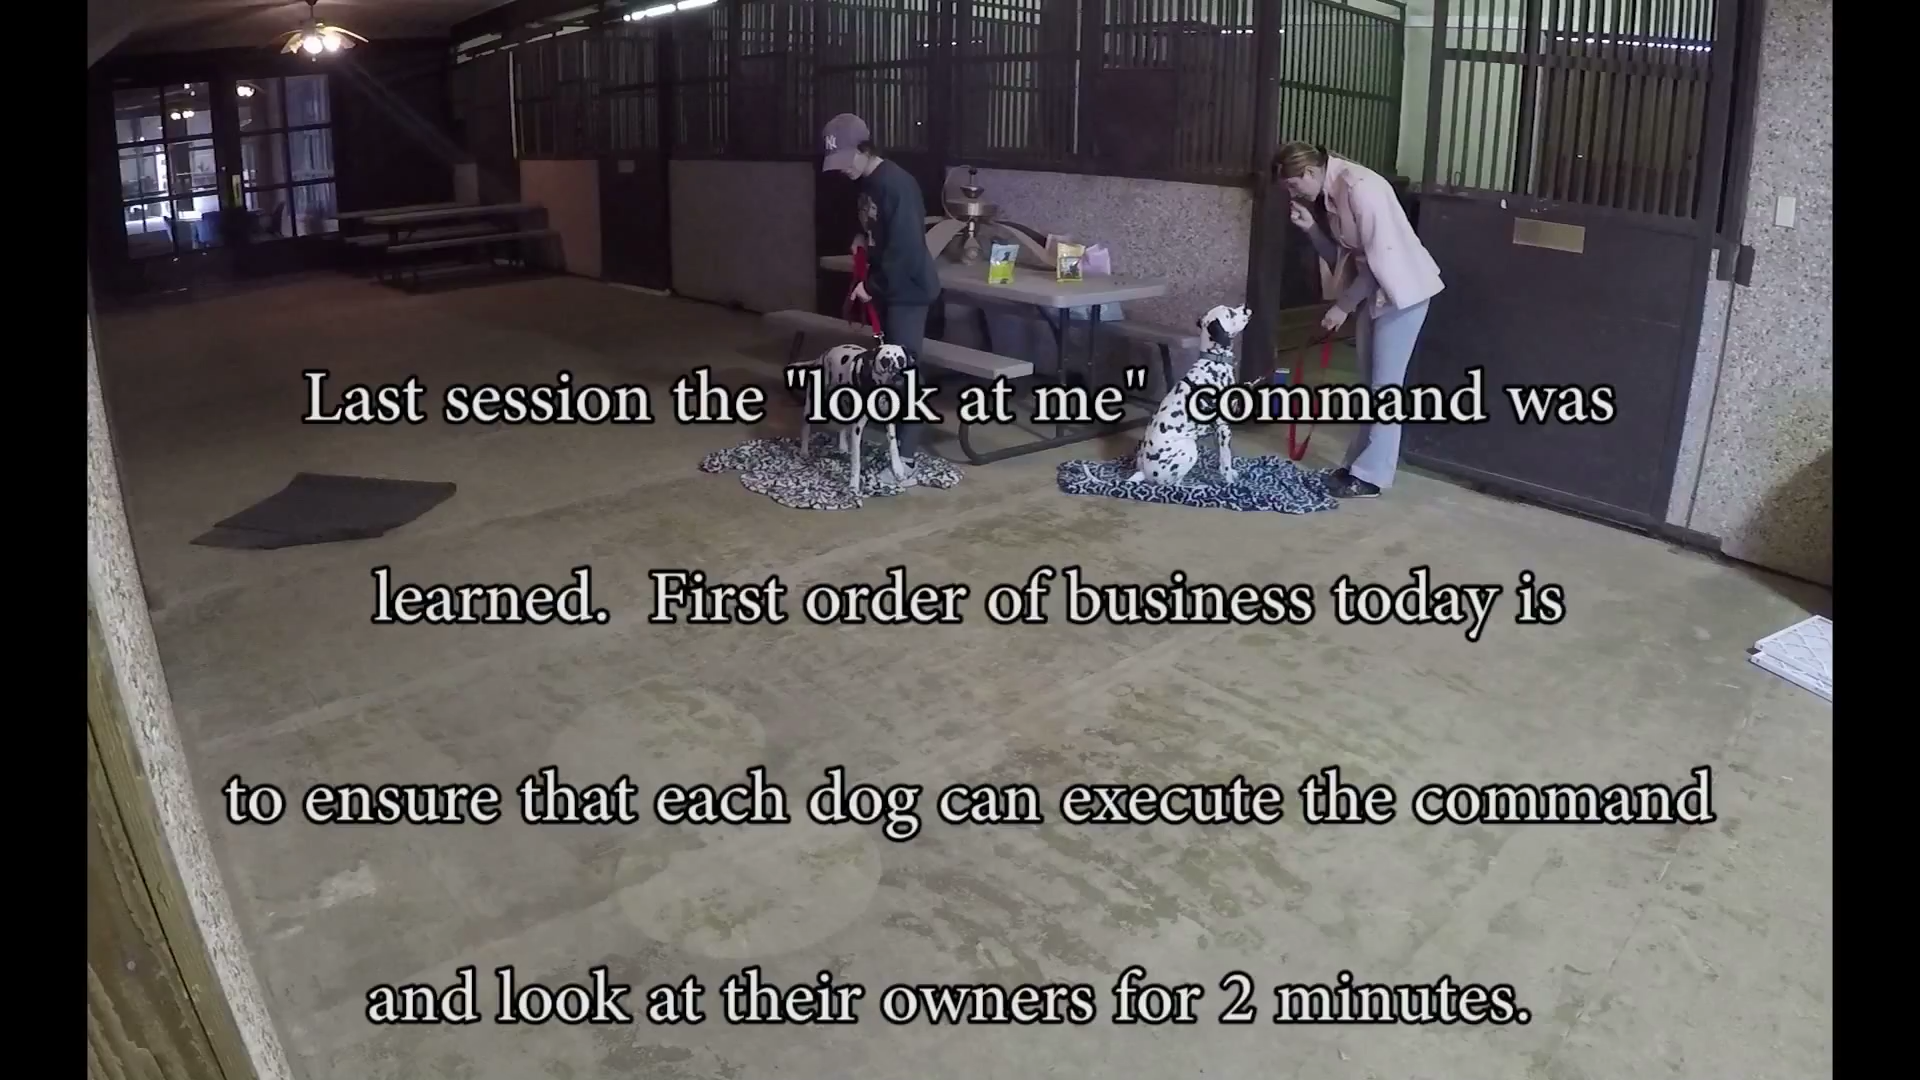 NY
Last session the "look at me" command was
learned. First order of business today is
to ensure that each dog can execute the command
and look at their owners for 2 minutes.